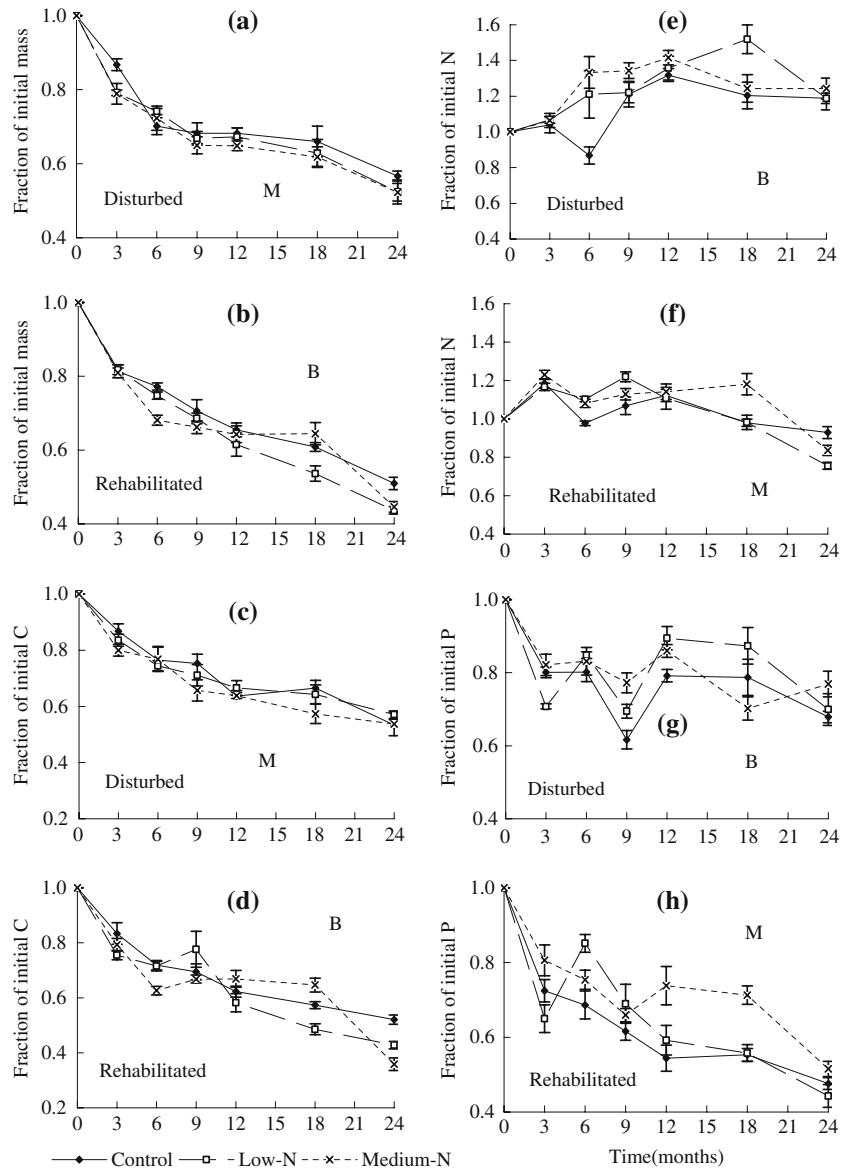 (a)
Fraction of initial mass
1.0
0.8
0.6
0.4
Disturbed
M
0 3 6 9 12 15 18 21 24
(b)
Fraction of initial mass
1.0
0.8
0.6
0.4
B
Rehabilitated
0 3 6 9 12 15 18 21 24
(c)
Fraction of initial C
1.0
0.8
0.6
0.4
0.2
Disturbed
M
0 3 6 9 12 15 18 21 24
(d)
Fraction of initial C
1.0
0.8
0.6
0.4
0.2
B
Rehabilitated
0 3 6 9 12 15 18 21 24
(e)
Fraction of initial N
1.6
1.4
1.2
1.0
0.8
0.6
0.4
B
Disturbed
0 3 6 9 12 15 18 21 24
(f)
Fraction of initial N
1.4
1.2
1.0
0.8
0.6
0.4
Rehabilitated
M
0 3 6 9 12 15 18 21 24
(g)
Fraction of initial P
1.0
0.8
0.6
0.4
B
Disturbed
0 3 6 9 12 15 18 21 24
(h)
Fraction of initial P
1.0
0.8
0.6
0.4
M
Rehabilitated
0 3 6 9 12 15 18 21 24
Control Low-N Medium-N
Time(months)